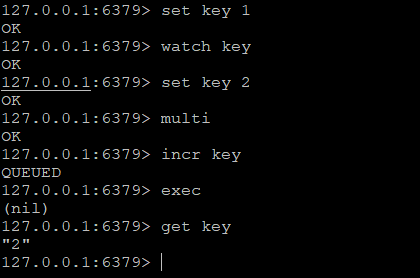 127.0.0.1:6379> set key 1
OK
127.0.0.1:6379> watch key
OK
127.0.0.1:6379> set key 2
OK
127.0.0.1:6379> multi
OK
127.0.0.1:6379> incr key
QUEUED
127.0.0.1:6379> exec
(nil)
127.0.0.1:6379> get key
"2"
127.0.0.1:6379>